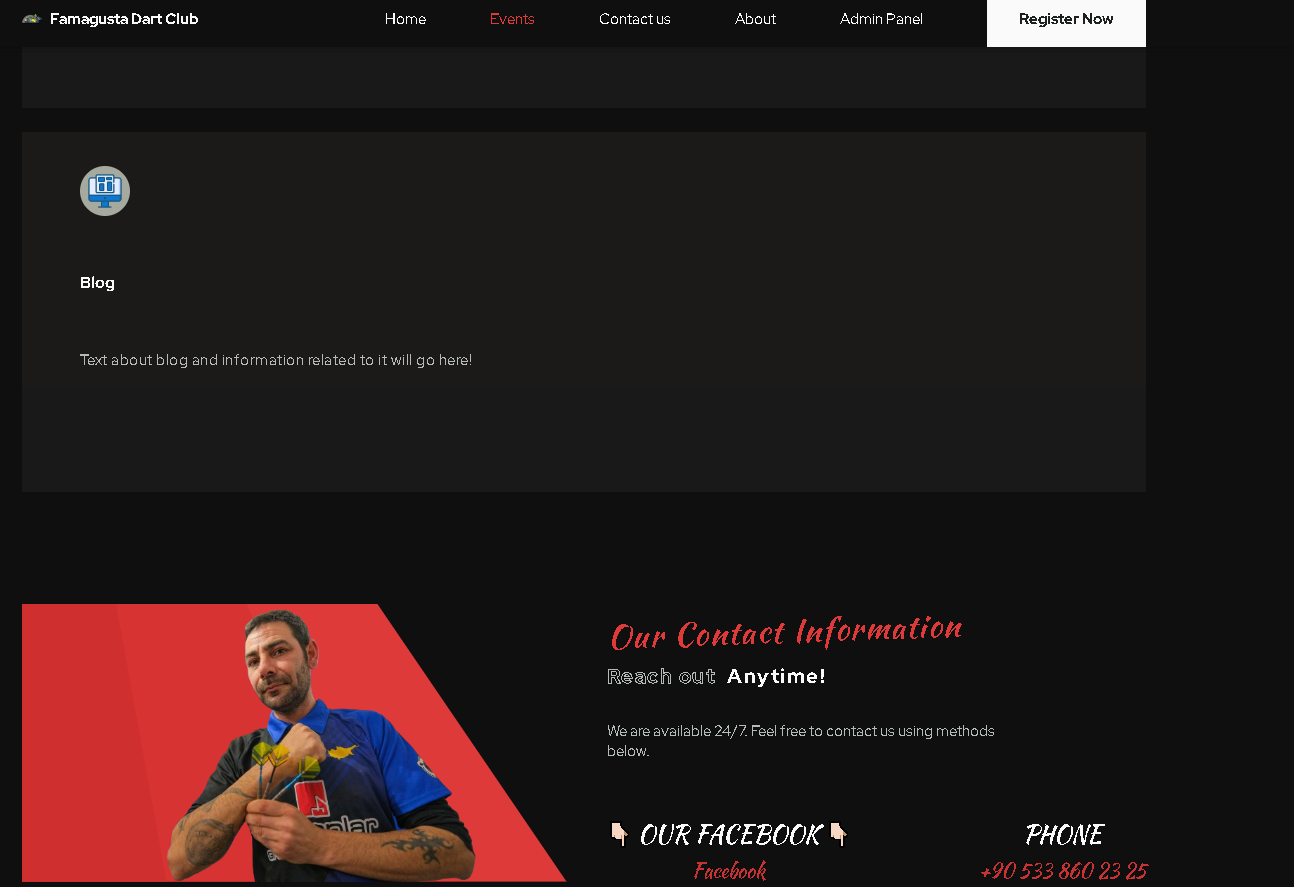 Famagusta Dart Club Home Events Contact us About Admin Panel Register Now
Blog
Text about blog and information related to it will go here!
Our Contact Information
Reach out Anytime!
We are available 24/7. Feel free to contact us using methods
below.
👇🏻 OUR FACEBOOK 👇🏻 PHONE
Facebook +90 533 860 23 25